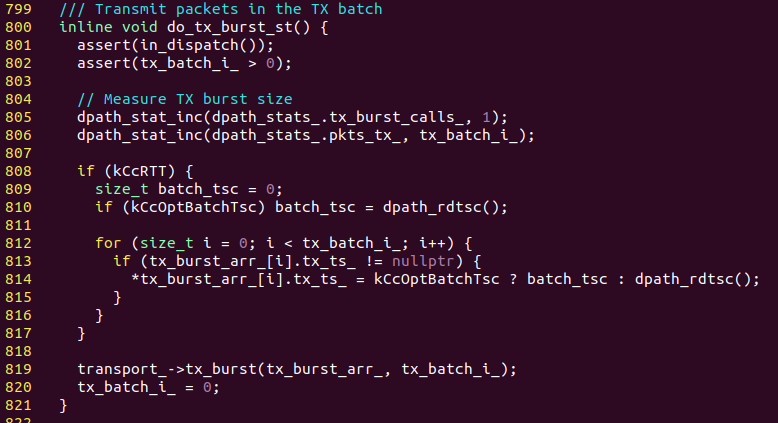 799   /// Transmit packets in the TX batch
800   inline void do_tx_burst_st() {
801     assert(in_dispatch());
802     assert(tx_batch_i_ > 0);
803
804     // Measure TX burst size
805     dpath_stat_inc(dpath_stats_.tx_burst_calls_, 1);
806     dpath_stat_inc(dpath_stats_.pkts_tx_, tx_batch_i_);
807
808     if (kCcRTT) {
809       size_t batch_tsc = 0;
810       if (kCcOptBatchTsc) batch_tsc = dpath_rdtsc();
811
812       for (size_t i = 0; i < tx_batch_i_; i++) {
813         if (tx_burst_arr_[i].tx_ts_ != nullptr) {
814           *tx_burst_arr_[i].tx_ts_ = kCcOptBatchTsc ? batch_tsc : dpath_rdtsc();
815         }
816       }
817     }
818
819     transport_->tx_burst(tx_burst_arr_, tx_batch_i_);
820     tx_batch_i_ = 0;
821   }
822